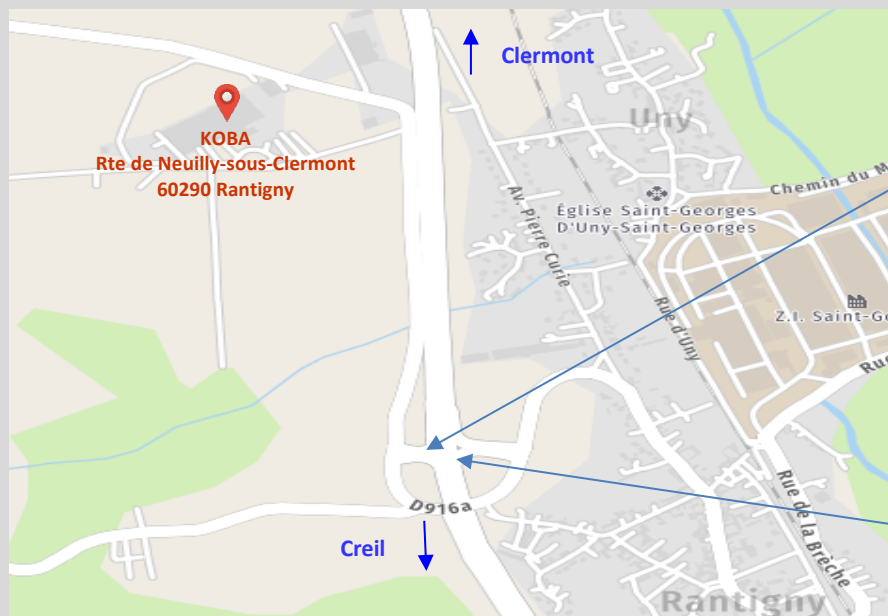 Clermont
Uny
KOBA
Rte de Neuilly-sous-Clermont
60290 Rantigny
Chemin du M
Av. Pierre Curie
Église Saint-Georges
D'Uny-Saint-Georges
Rue d'Uny
Z.I. Saint-Ge
Rue
D916a
Rue de la Brèche
Creil
Rantigny